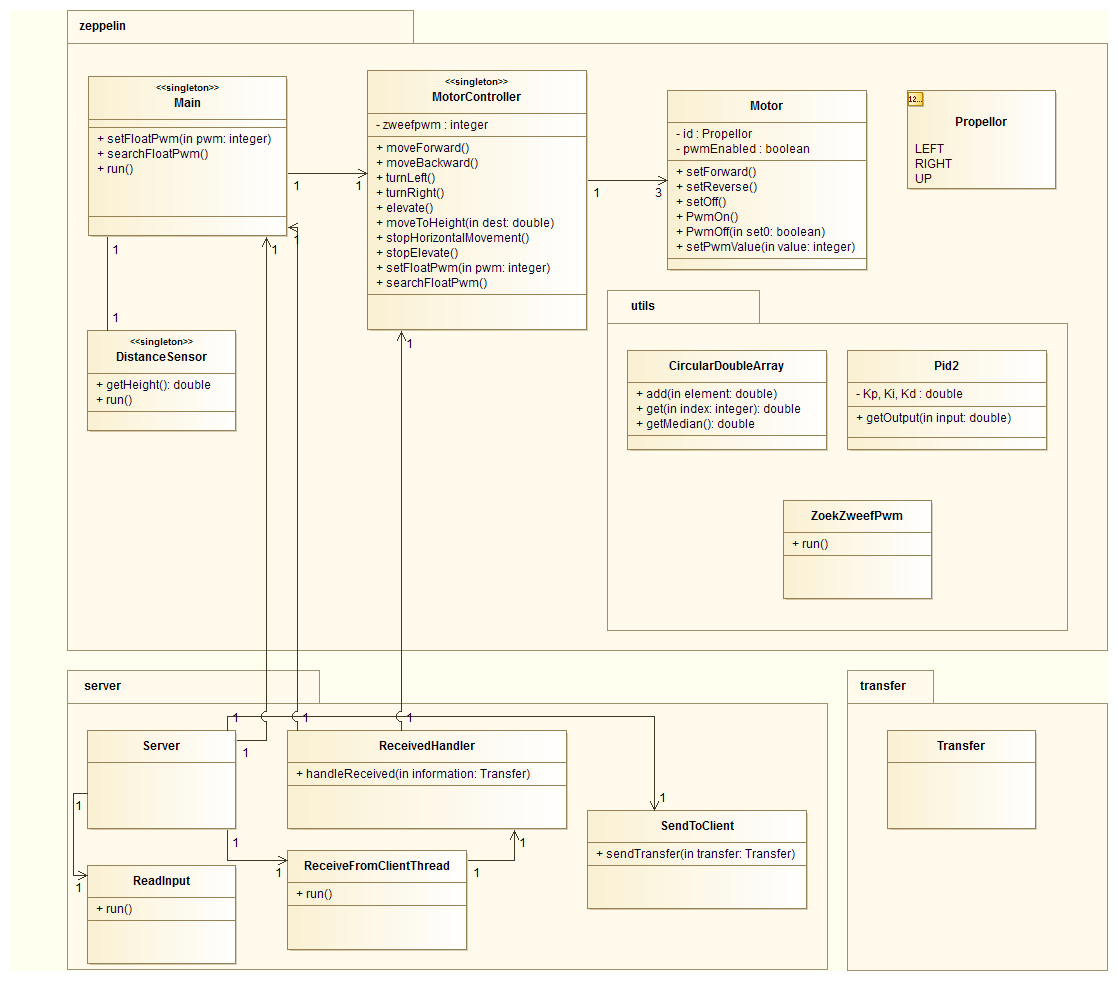 zeppelin
<<singleton>>
Main
+ setFloatPwm(in pwm: integer)
+ searchFloatPwm()
+ run()
<<singleton>>
MotorController
- zweefpwm : integer
+ moveForward()
+ moveBackward()
+ turnLeft()
+ turnRight()
+ elevate()
+ moveToHeight(in dest: double)
+ stopHorizontalMovement()
+ stopElevate()
+ setFloatPwm(in pwm: integer)
+ searchFloatPwm()
Motor
- id : Propellor
- pwmEnabled : boolean
+ setForward()
+ setReverse()
+ setOff()
+ PwmOn()
+ PwmOff(in set0: boolean)
+ setPwmValue(in value: integer)
12...
Propellor
LEFT
RIGHT
UP
1
1
1
3
1
1
1
1
1
<<singleton>>
DistanceSensor
+ getHeight(): double
+ run()
utils
CircularDoubleArray
+ add(in element: double)
+ get(in index: integer): double
+ getMedian(): double
Pid2
- Kp, Ki, Kd : double
+ getOutput(in input: double)
ZoekZweefPwm
+ run()
server
1
1
1
1
Server
ReceivedHandler
+ handleReceived(in information: Transfer)
1
1
1
1
1
1
1
SendToClient
+ sendTransfer(in transfer: Transfer)
ReceiveFromClientThread
+ run()
ReadInput
+ run()
transfer
Transfer